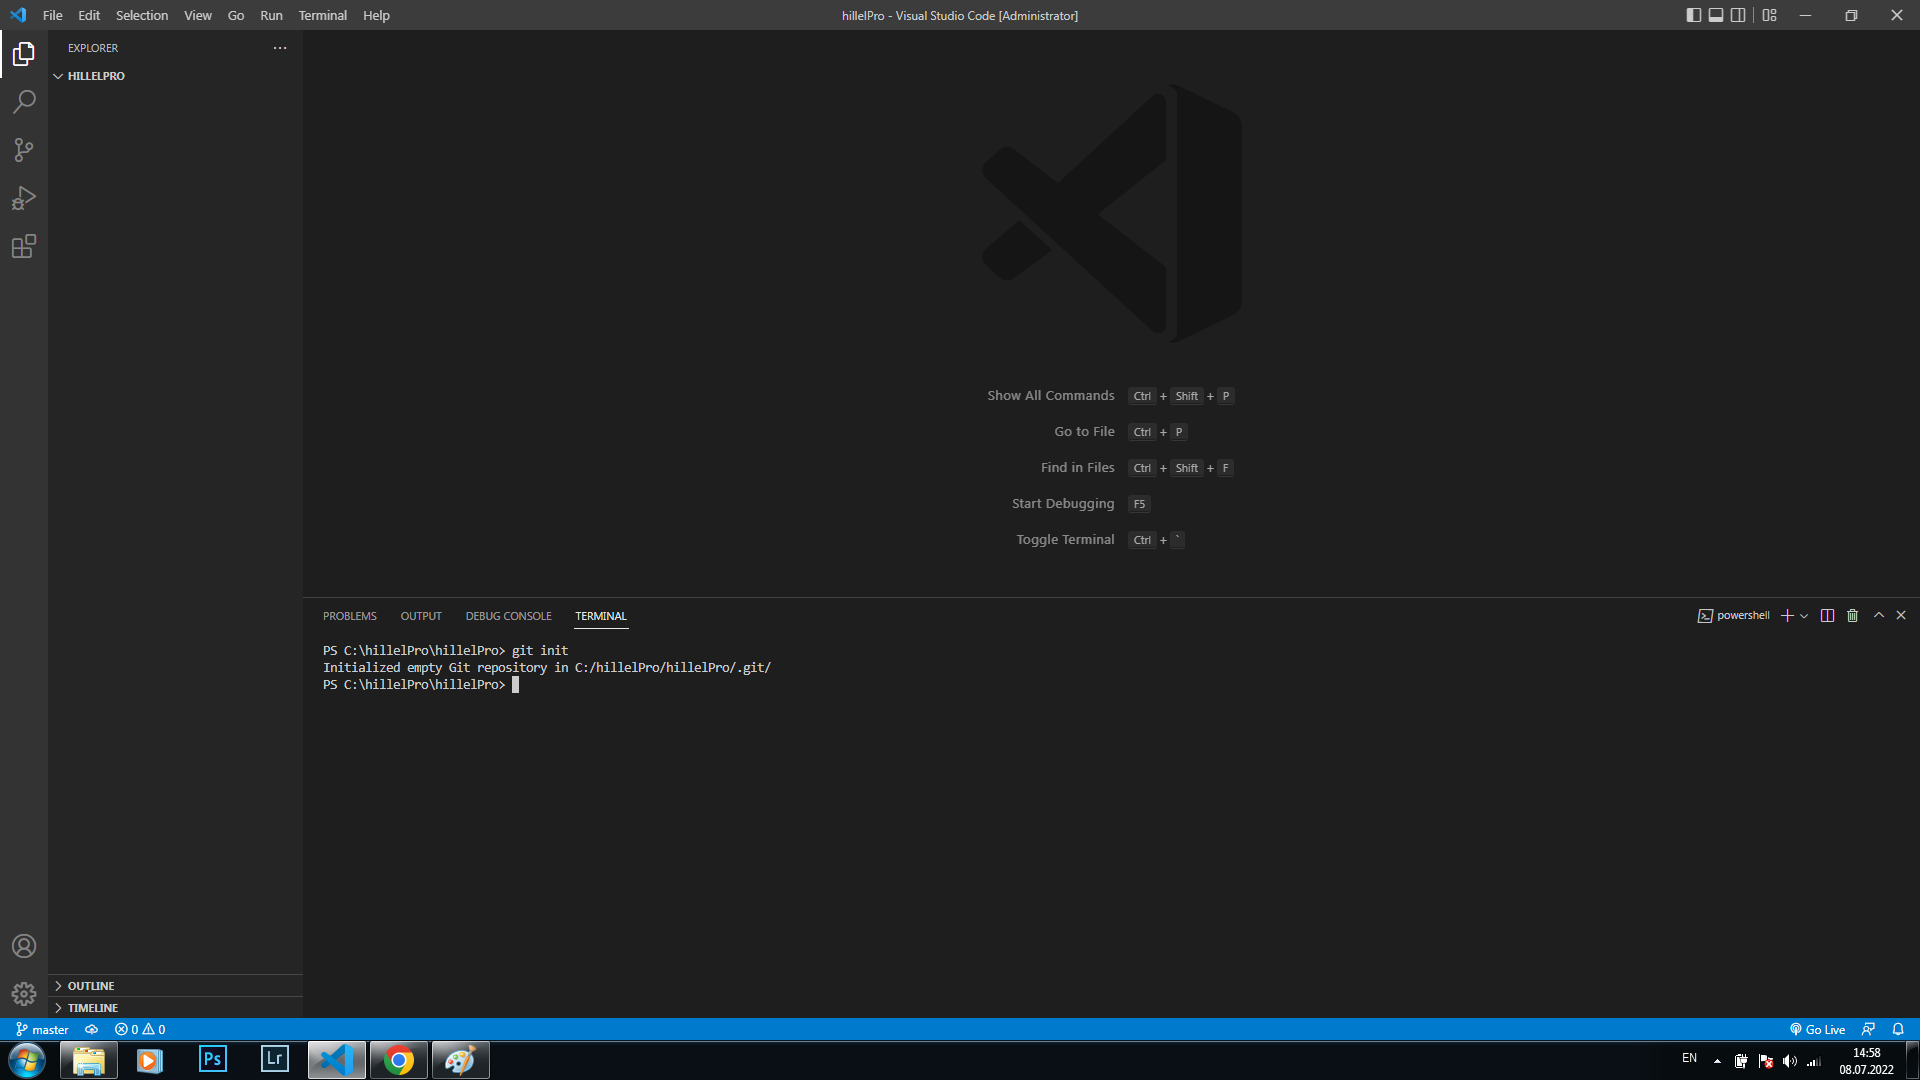 File Edit Selection View Go Run Terminal Help
hillelPro - Visual Studio Code [Administrator]
EXPLORER
HILLELPRO
Show All Commands Ctrl + Shift + P
Go to File Ctrl + P
Find in Files Ctrl + Shift + F
Start Debugging F5
Toggle Terminal Ctrl + `
PROBLEMS OUTPUT DEBUG CONSOLE TERMINAL
powershell
PS C:\hillelPro\hillelPro> git init
Initialized empty Git repository in C:/hillelPro/hillelPro/.git/
PS C:\hillelPro\hillelPro>
OUTLINE
TIMELINE
master 0 0
Go Live
Ps Lr
EN
14:58
08.07.2022